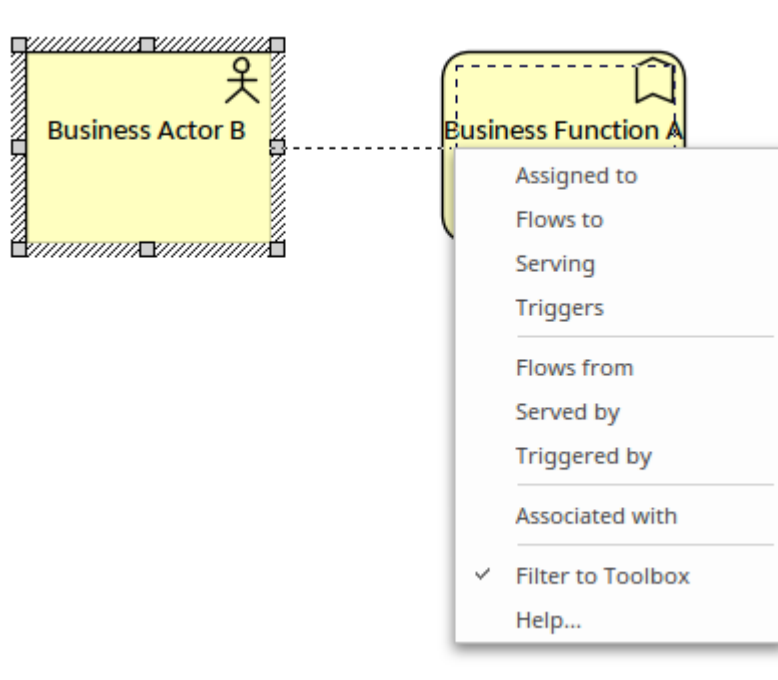 Business Actor B
Business Function A
Assigned to
Flows to
Serving
Triggers
Flows from
Served by
Triggered by
Associated with
Filter to Toolbox
Help...